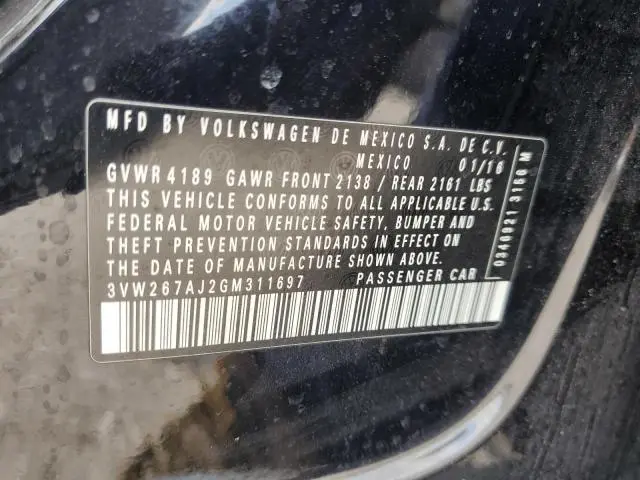 MFD BY VOLKSWAGEN DE MEXICO S.A. DE C.V.
MEXICO 01/16
GVWR 4189 GAWR FRONT 2138 / REAR 2161 LBS
THIS VEHICLE CONFORMS TO ALL APPLICABLE U.S.
FEDERAL MOTOR VEHICLE SAFETY, BUMPER AND
THEFT PREVENTION STANDARDS IN EFFECT ON
THE DATE OF MANUFACTURE SHOWN ABOVE.
3VW267AJ2GM311697 PASSENGER CAR